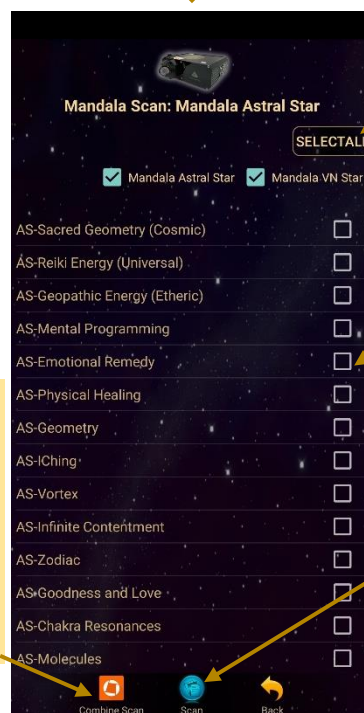 Mandala Scan: Mandala Astral Star
SELECTALL
Mandala Astral Star Mandala VN Star
AS-Sacred Geometry (Cosmic)
AS-Reiki Energy (Universal)
AS-Geopathic Energy (Etheric)
AS-Mental Programming
AS-Emotional Remedy
AS-Physical Healing
AS-Geometry
AS-IChing
AS-Vortex
AS-Infinite Contentment
AS-Zodiac
AS-Goodness and Love
AS-Chakra Resonances
AS-Molecules
Combine Scan Scan Back